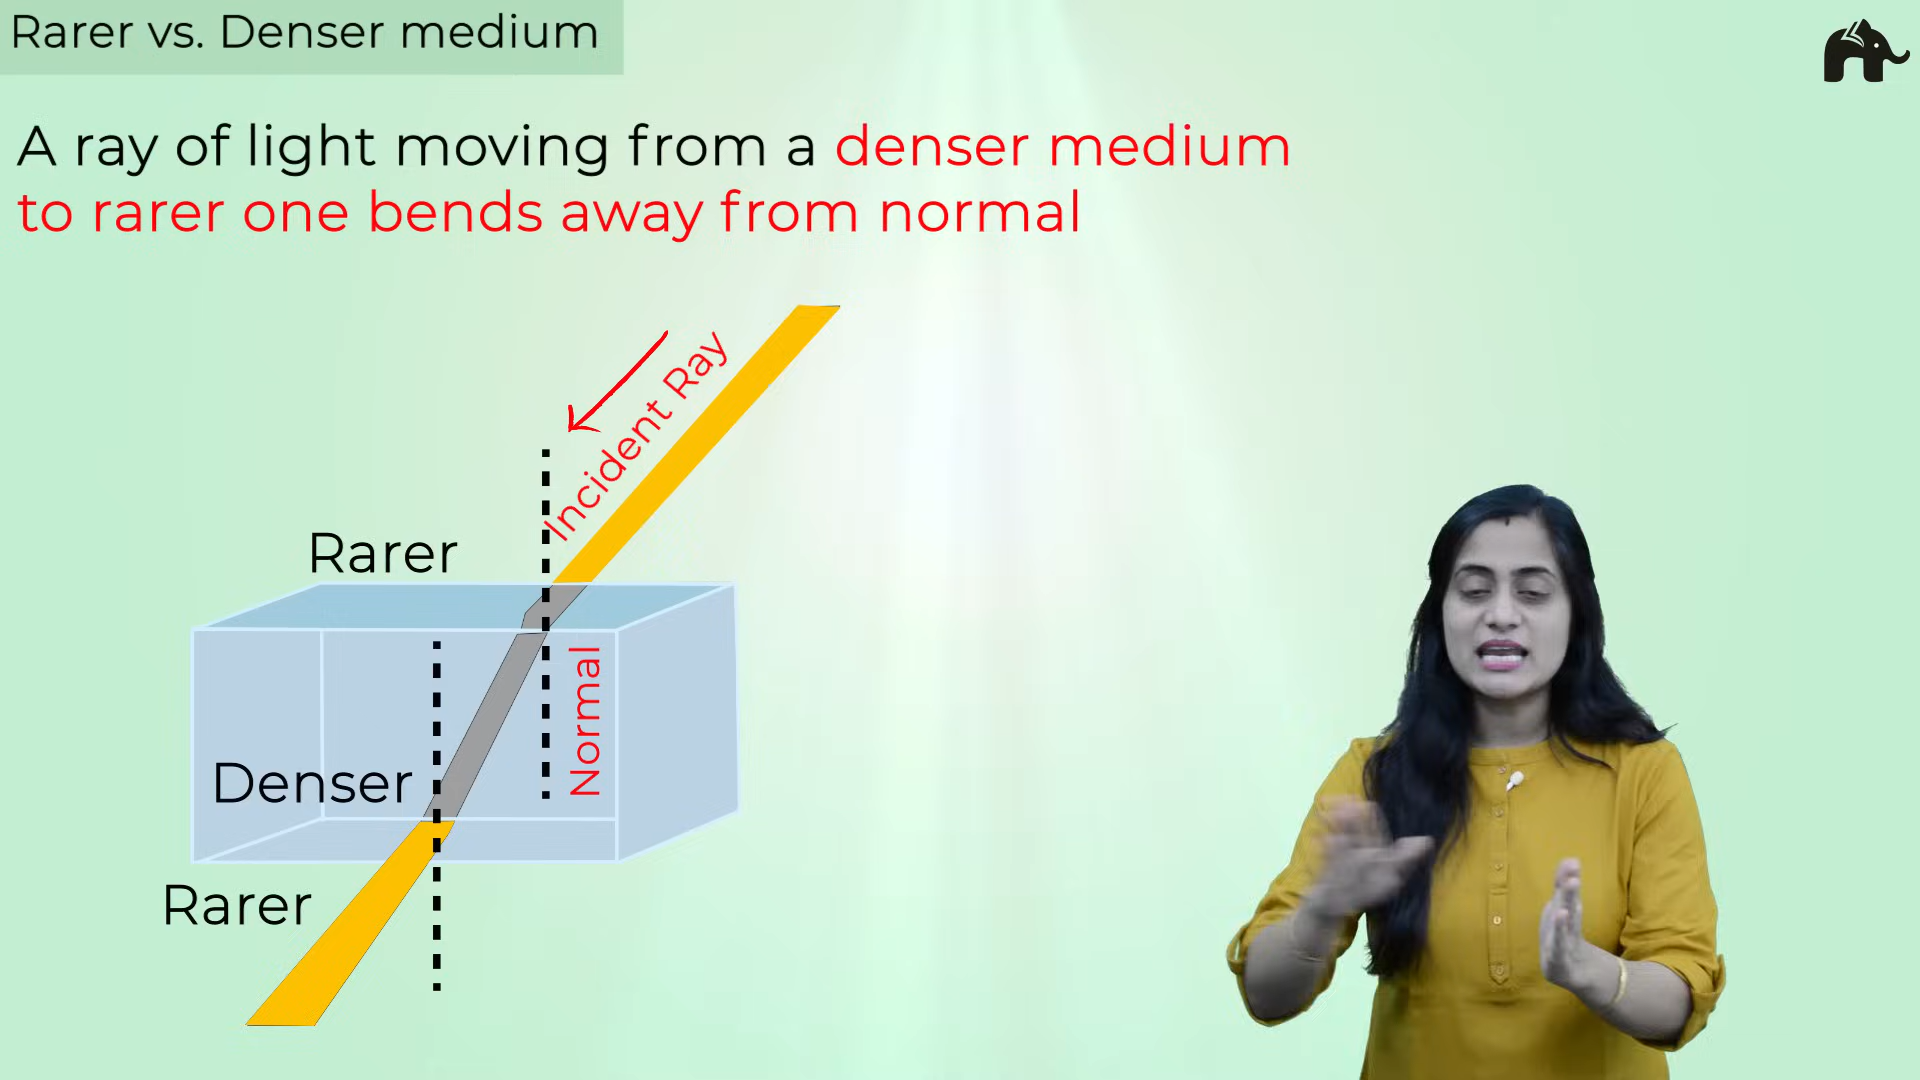 Rarer vs. Denser medium
A ray of light moving from a denser medium
to rarer one bends away from normal
Incident Ray
Rarer
Normal
Denser
Rarer